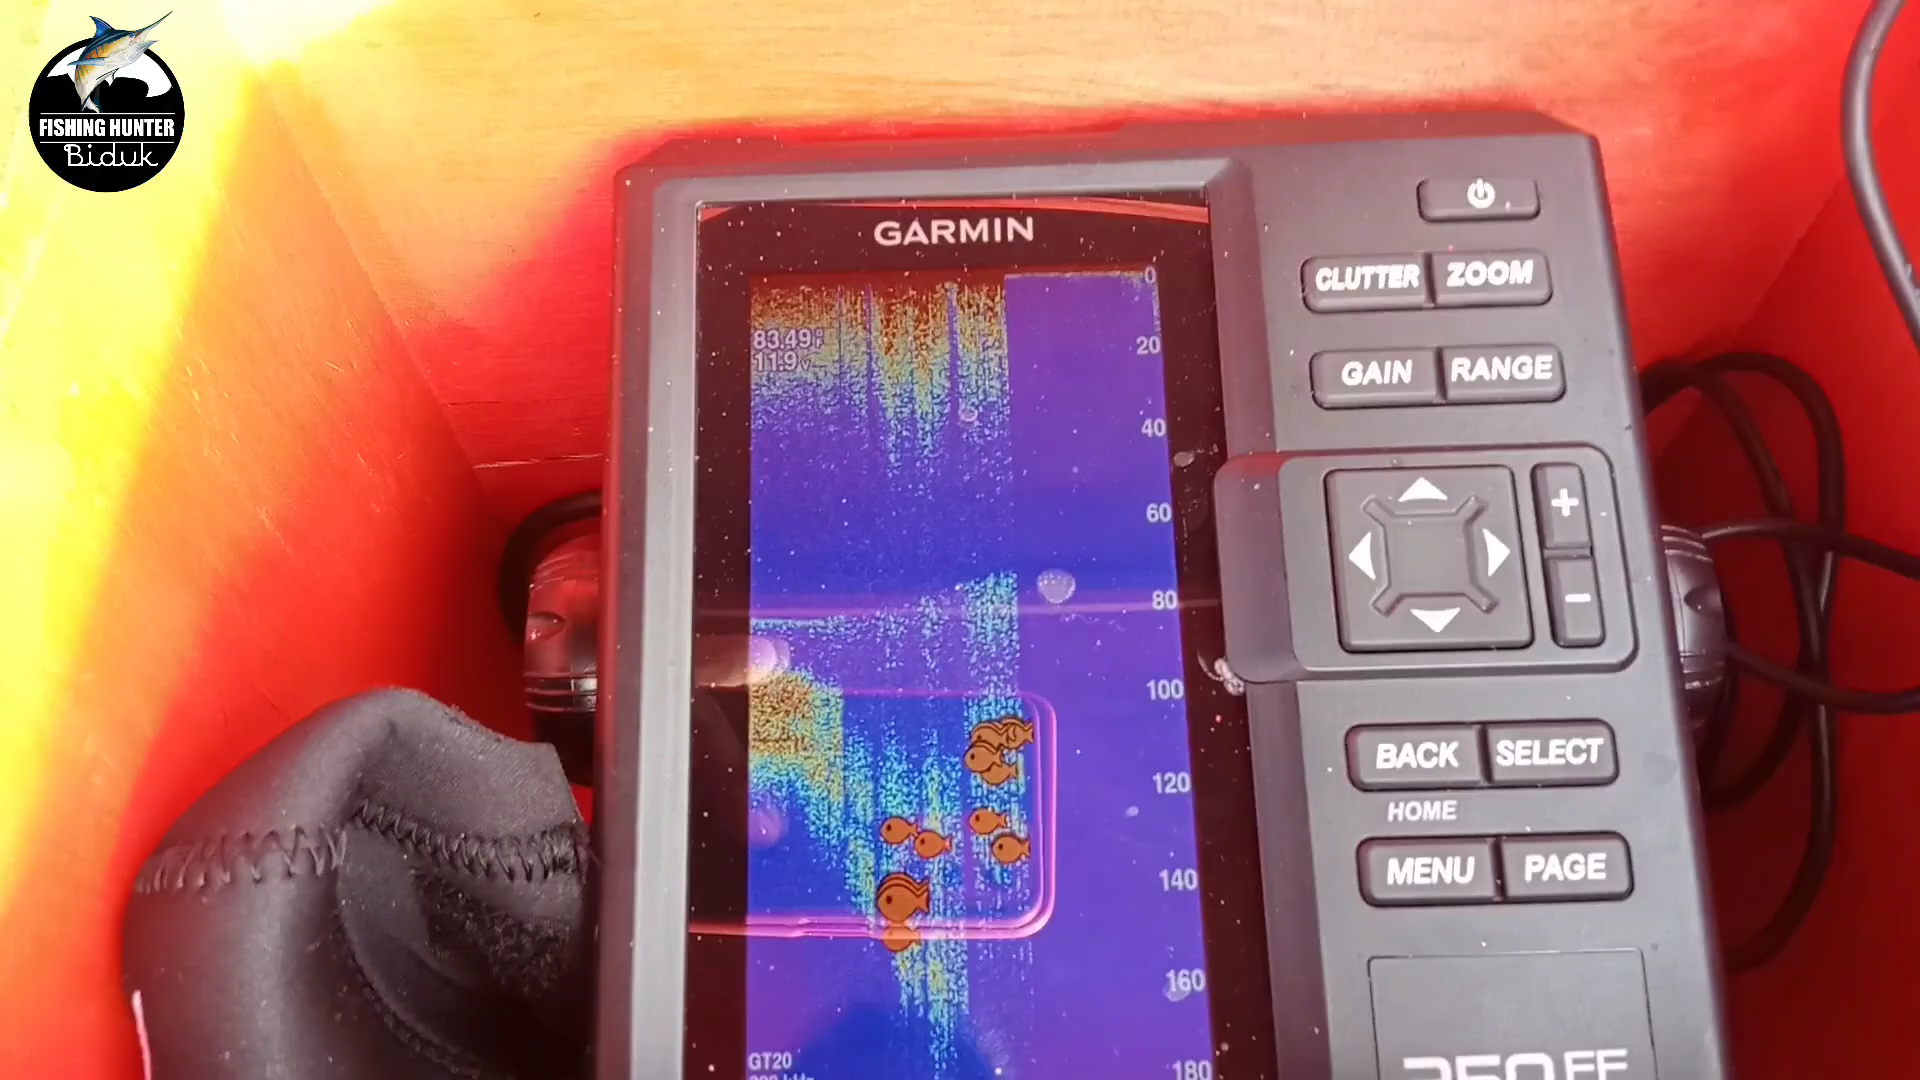 FISHING HUNTER
Biduk
GARMIN
83.49°F
11.9 V
0
20
40
60
80
100
120
140
160
180
GT20
CLUTTER ZOOM
GAIN RANGE
+
-
BACK SELECT
HOME
MENU PAGE